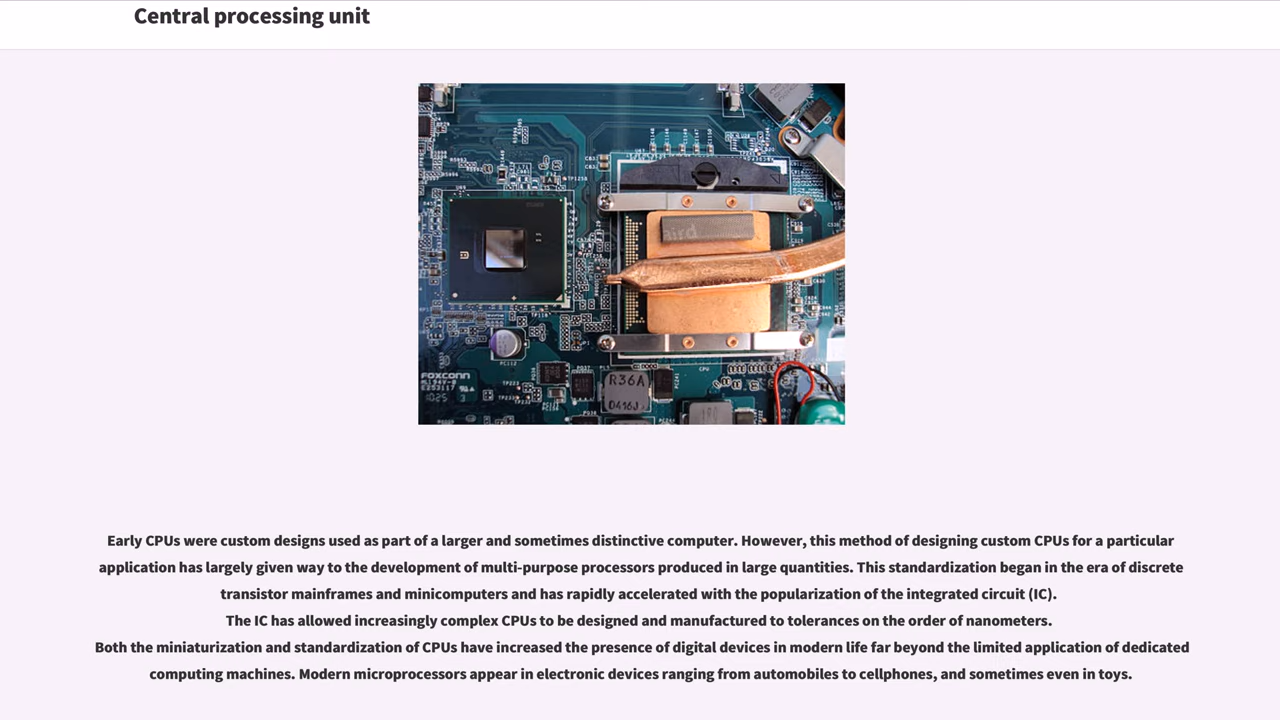 Central processing unit
aird
FOXCONN
R36A
0416J
CPU
PC112
1025 3
Early CPUs were custom designs used as part of a larger and sometimes distinctive computer. However, this method of designing custom CPUs for a particular
application has largely given way to the development of multi-purpose processors produced in large quantities. This standardization began in the era of discrete
transistor mainframes and minicomputers and has rapidly accelerated with the popularization of the integrated circuit (IC).
The IC has allowed increasingly complex CPUs to be designed and manufactured to tolerances on the order of nanometers.
Both the miniaturization and standardization of CPUs have increased the presence of digital devices in modern life far beyond the limited application of dedicated
computing machines. Modern microprocessors appear in electronic devices ranging from automobiles to cellphones, and sometimes even in toys.